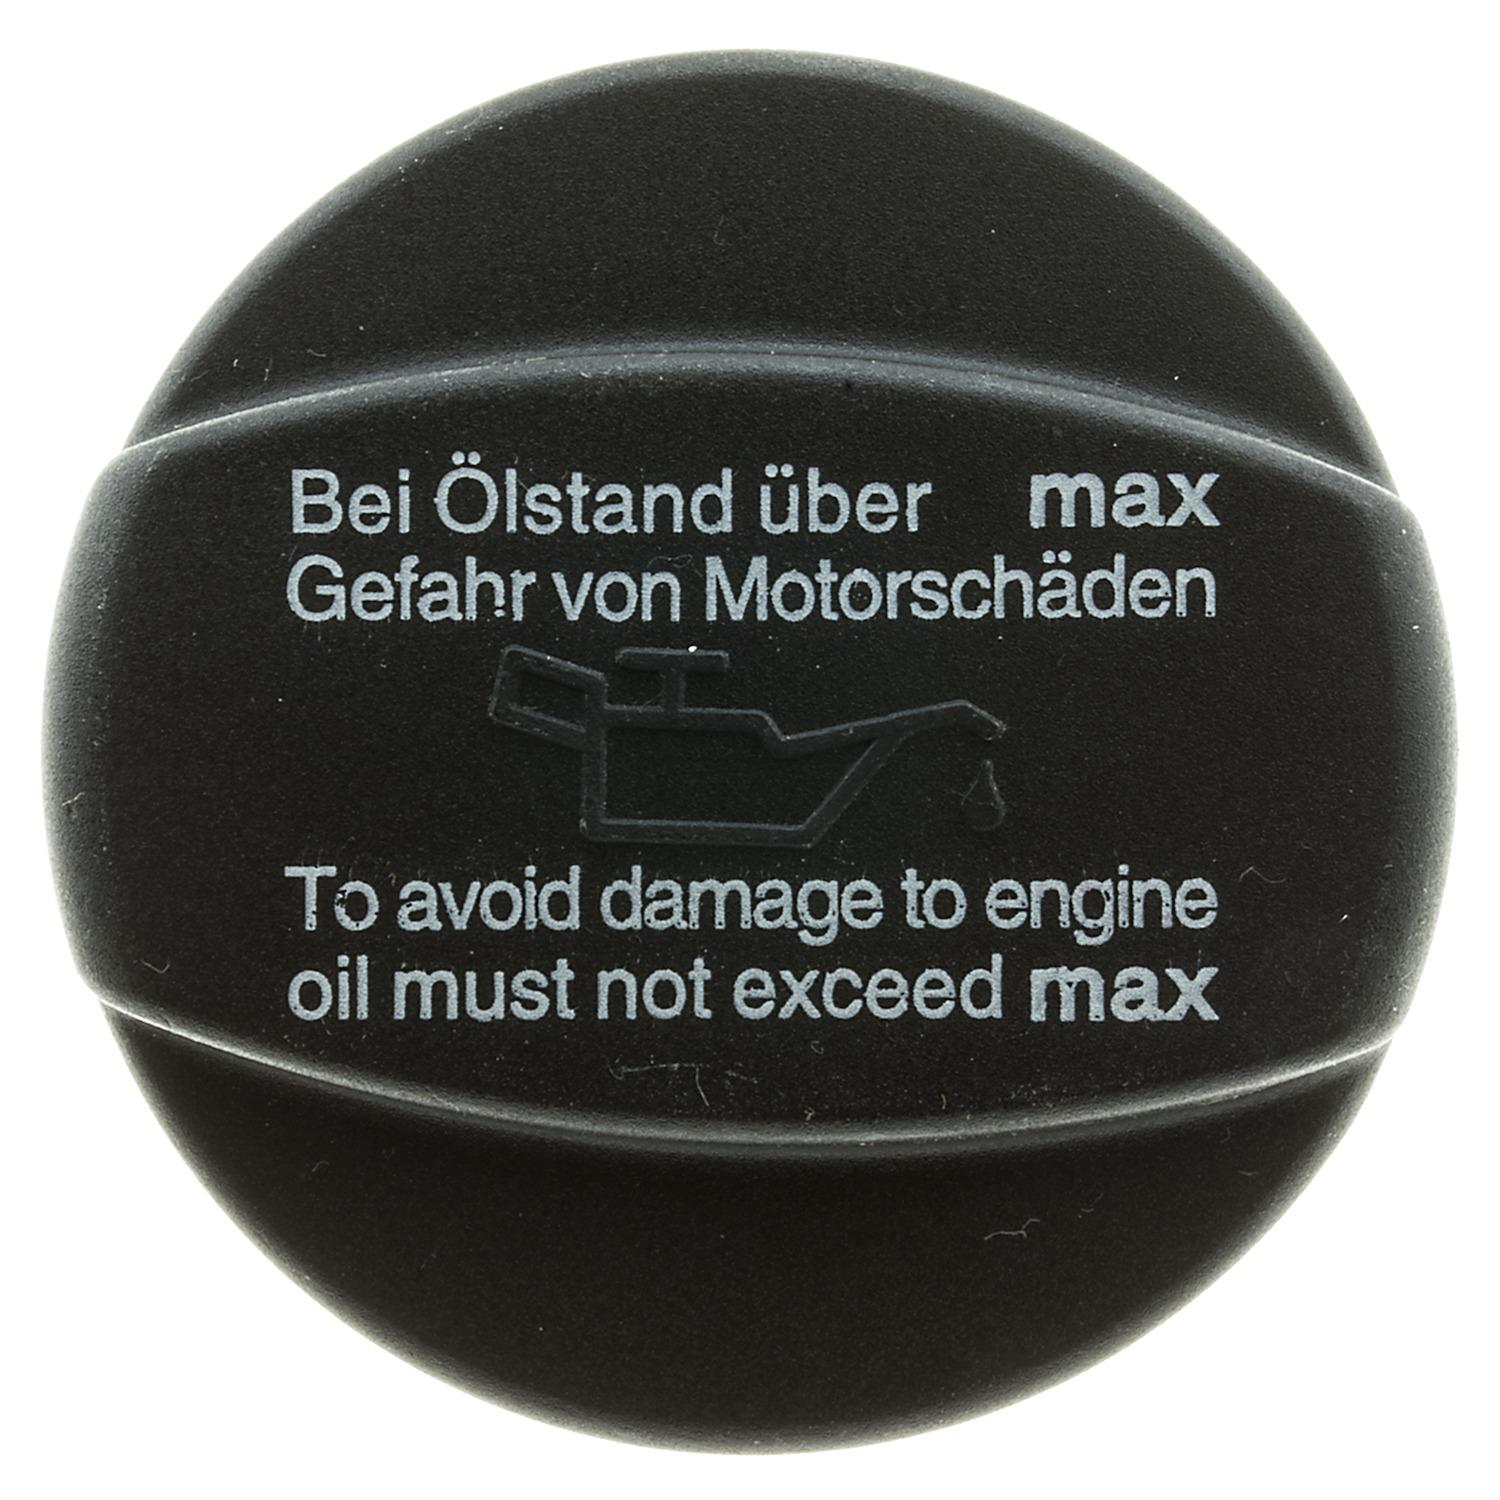 Bei Ölstand über max
Gefahr von Motorschäden
To avoid damage to engine
oil must not exceed max